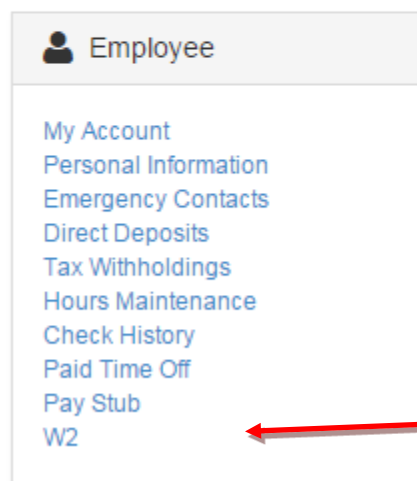 Employee
My Account
Personal Information
Emergency Contacts
Direct Deposits
Tax Withholdings
Hours Maintenance
Check History
Paid Time Off
Pay Stub
W2